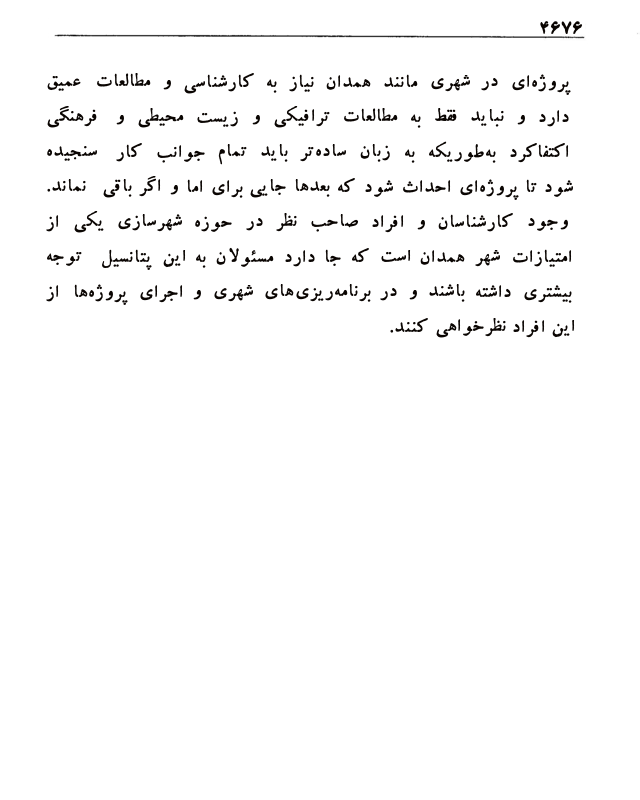 ۴۶۷۶
پروژه‌ای در شهری مانند همدان نیاز به کارشناسی و مطالعات عمیق
دارد و نباید فقط به مطالعات ترافیکی و زیست محیطی و فرهنگی
اکتفاکرد به‌طوریکه به زبان ساده‌تر باید تمام جوانب کار سنجیده
شود تا پروژه‌ای احداث شود که بعدها جایی برای اما و اگر باقی نماند.
وجود کارشناسان و افراد صاحب نظر در حوزه شهرسازی یکی از
امتیازات شهر همدان است که جا دارد مسئولان به این پتانسیل توجه
بیشتری داشته باشند و در برنامه‌ریزی‌های شهری و اجرای پروژه‌ها از
این افراد نظرخواهی کنند.